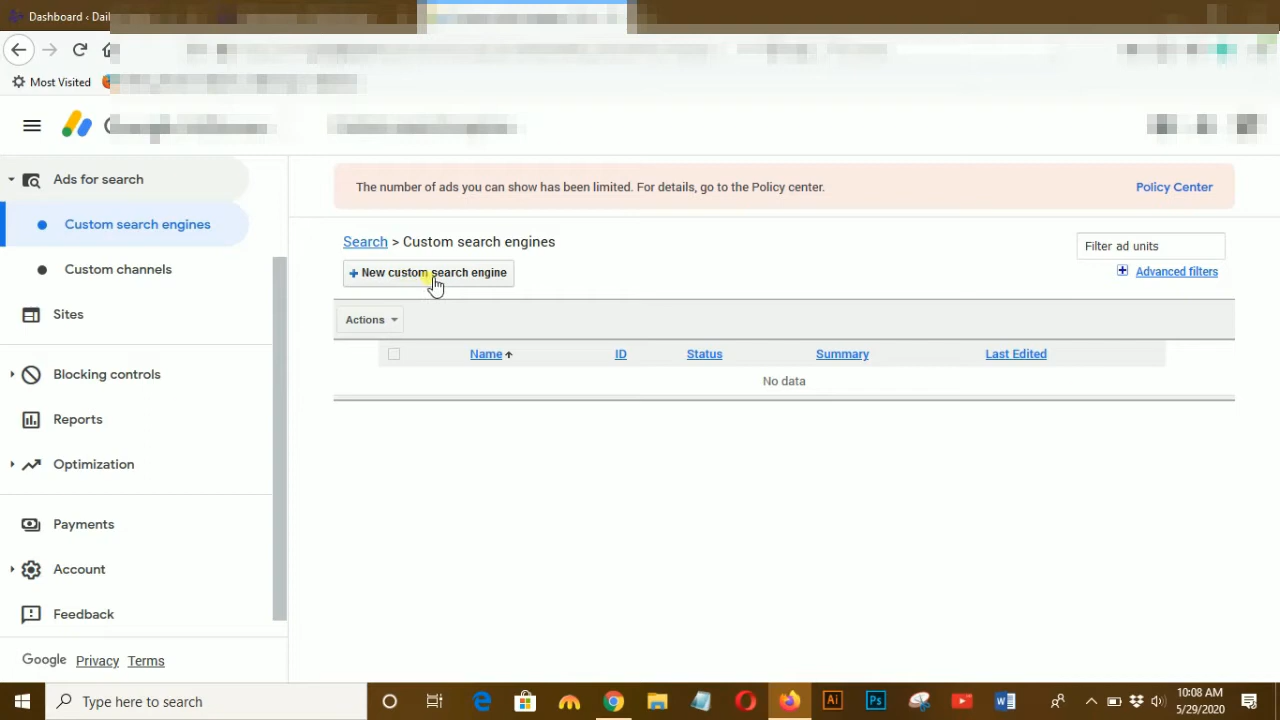 Dashboard ‹ Dail
Most Visited
Ads for search
Custom search engines
Custom channels
Sites
Blocking controls
Reports
Optimization
Payments
Account
Feedback
Google Privacy Terms
The number of ads you can show has been limited. For details, go to the Policy center.
Policy Center
Search > Custom search engines
Filter ad units
+ New custom search engine
Advanced filters
Actions
Name ID Status Summary Last Edited
No data
Type here to search
10:08 AM
5/29/2020